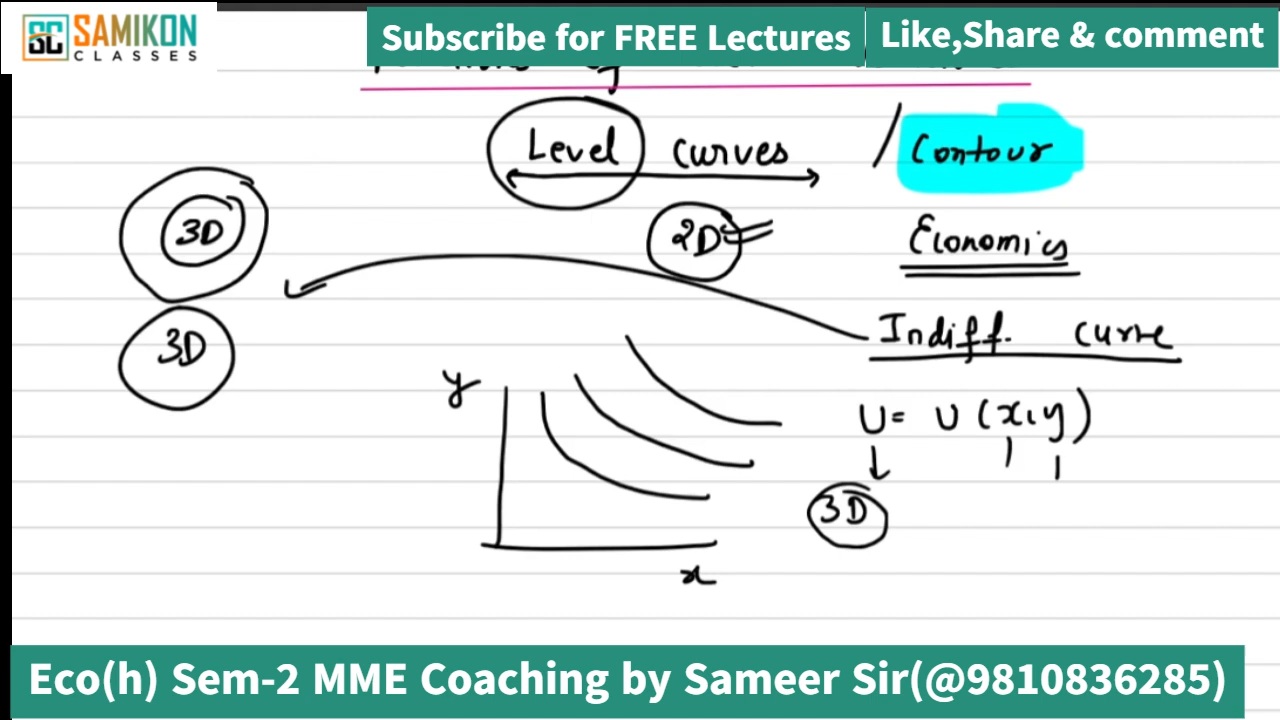 SC SAMIKON
CLASSES
Subscribe for FREE Lectures
Like,Share & comment
Level curves / Contour
3D
2D
Economics
3D
Indiff. curve
y
U= U (x,y)
3D
x
Eco(h) Sem-2 MME Coaching by Sameer Sir(@9810836285)